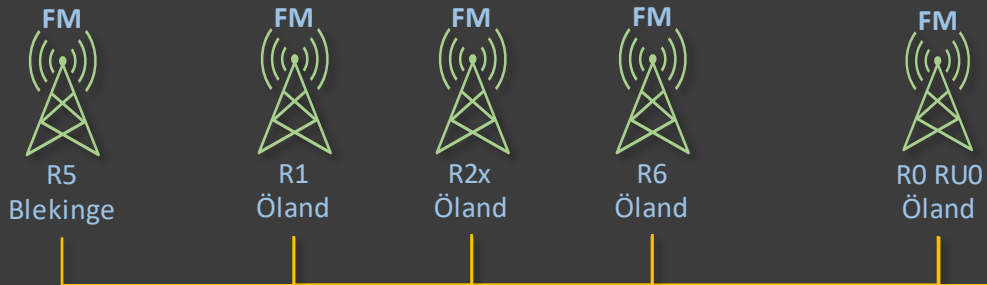 FM FM FM FM FM
R5 R1 R2x R6 R0 RU0
Blekinge Öland Öland Öland Öland